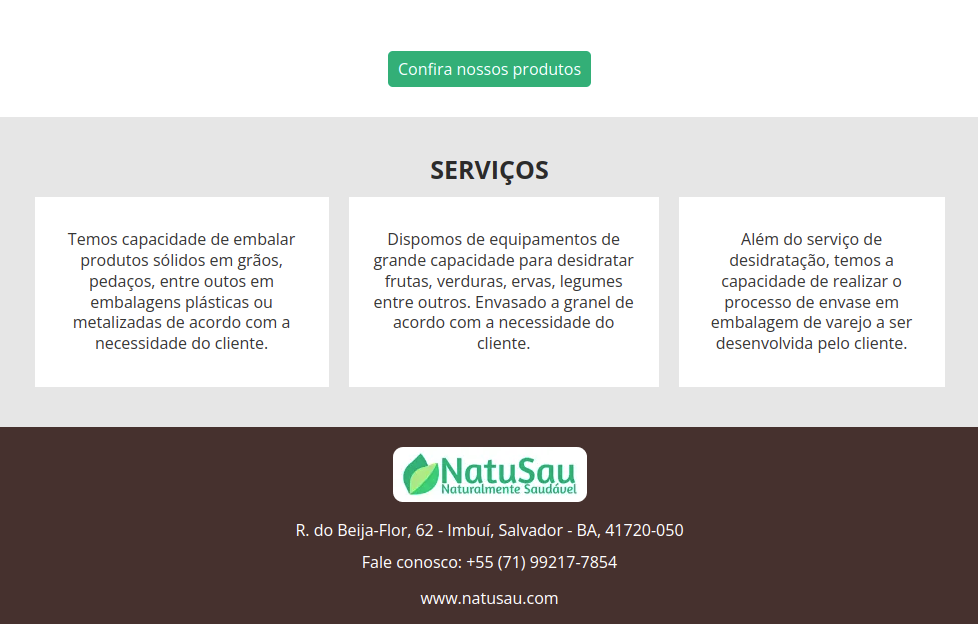 Confira nossos produtos
SERVIÇOS
Temos capacidade de embalar
produtos sólidos em grãos,
pedaços, entre outos em
embalagens plásticas ou
metalizadas de acordo com a
necessidade do cliente.
Dispomos de equipamentos de
grande capacidade para desidratar
frutas, verduras, ervas, legumes
entre outros. Envasado a granel de
acordo com a necessidade do
cliente.
Além do serviço de
desidratação, temos a
capacidade de realizar o
processo de envase em
embalagem de varejo a ser
desenvolvida pelo cliente.
NatuSau
Naturalmente Saudável
R. do Beija-Flor, 62 - Imbuí, Salvador - BA, 41720-050
Fale conosco: +55 (71) 99217-7854
www.natusau.com